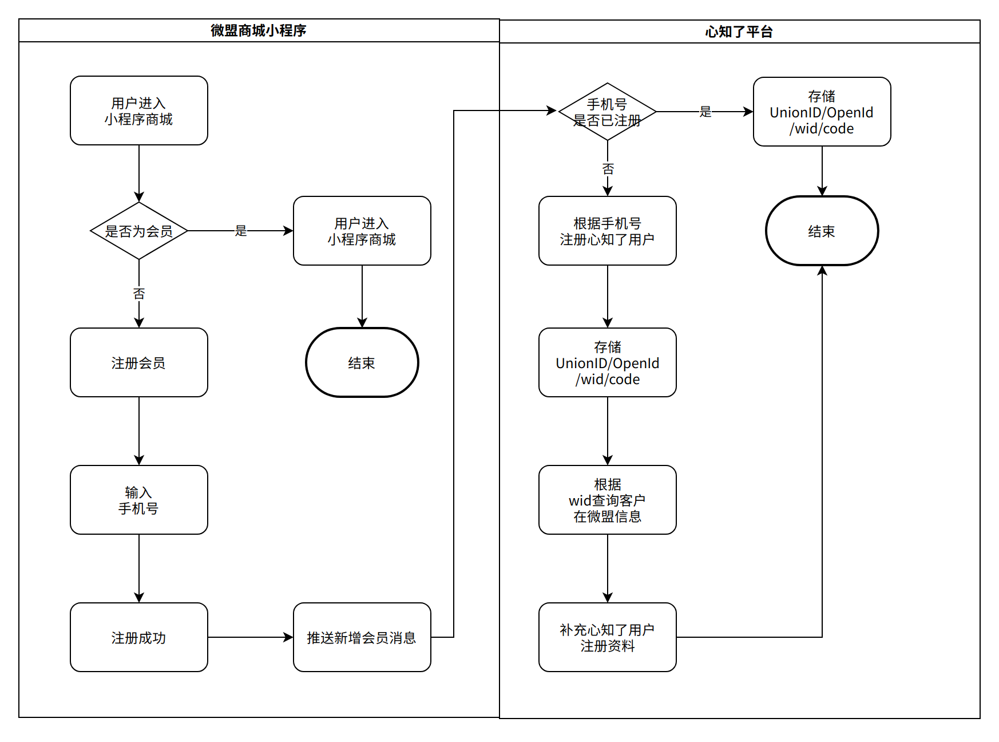 微盟商城小程序
用户进入
小程序商城
是否为会员
是
用户进入
小程序商城
否
结束
注册会员
输入
手机号
注册成功
推送新增会员消息
心知了平台
手机号
是否已注册
是
存储
UnionID/OpenId
/wid/code
否
结束
根据手机号
注册心知了用户
存储
UnionID/OpenId
/wid/code
根据
wid查询客户
在微盟信息
补充心知了用户
注册资料